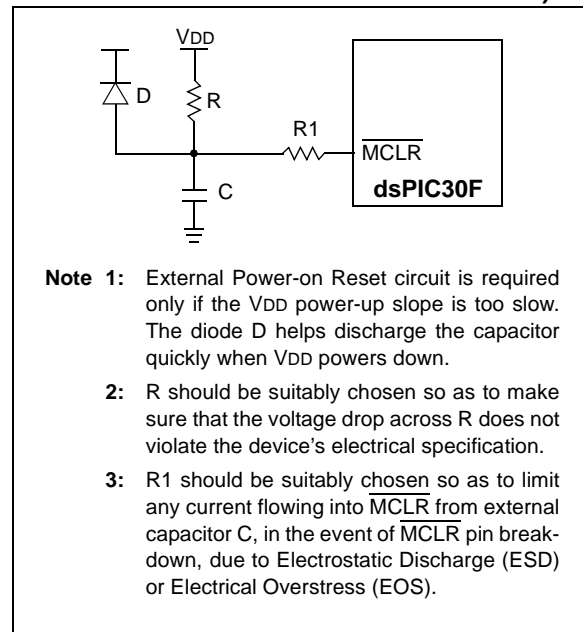 VDD
D
R
R1
MCLR
dsPIC30F
C
Note 1: External Power-on Reset circuit is required
only if the VDD power-up slope is too slow.
The diode D helps discharge the capacitor
quickly when VDD powers down.
2: R should be suitably chosen so as to make
sure that the voltage drop across R does not
violate the device's electrical specification.
3: R1 should be suitably chosen so as to limit
any current flowing into MCLR from external
capacitor C, in the event of MCLR pin break-
down, due to Electrostatic Discharge (ESD)
or Electrical Overstress (EOS).